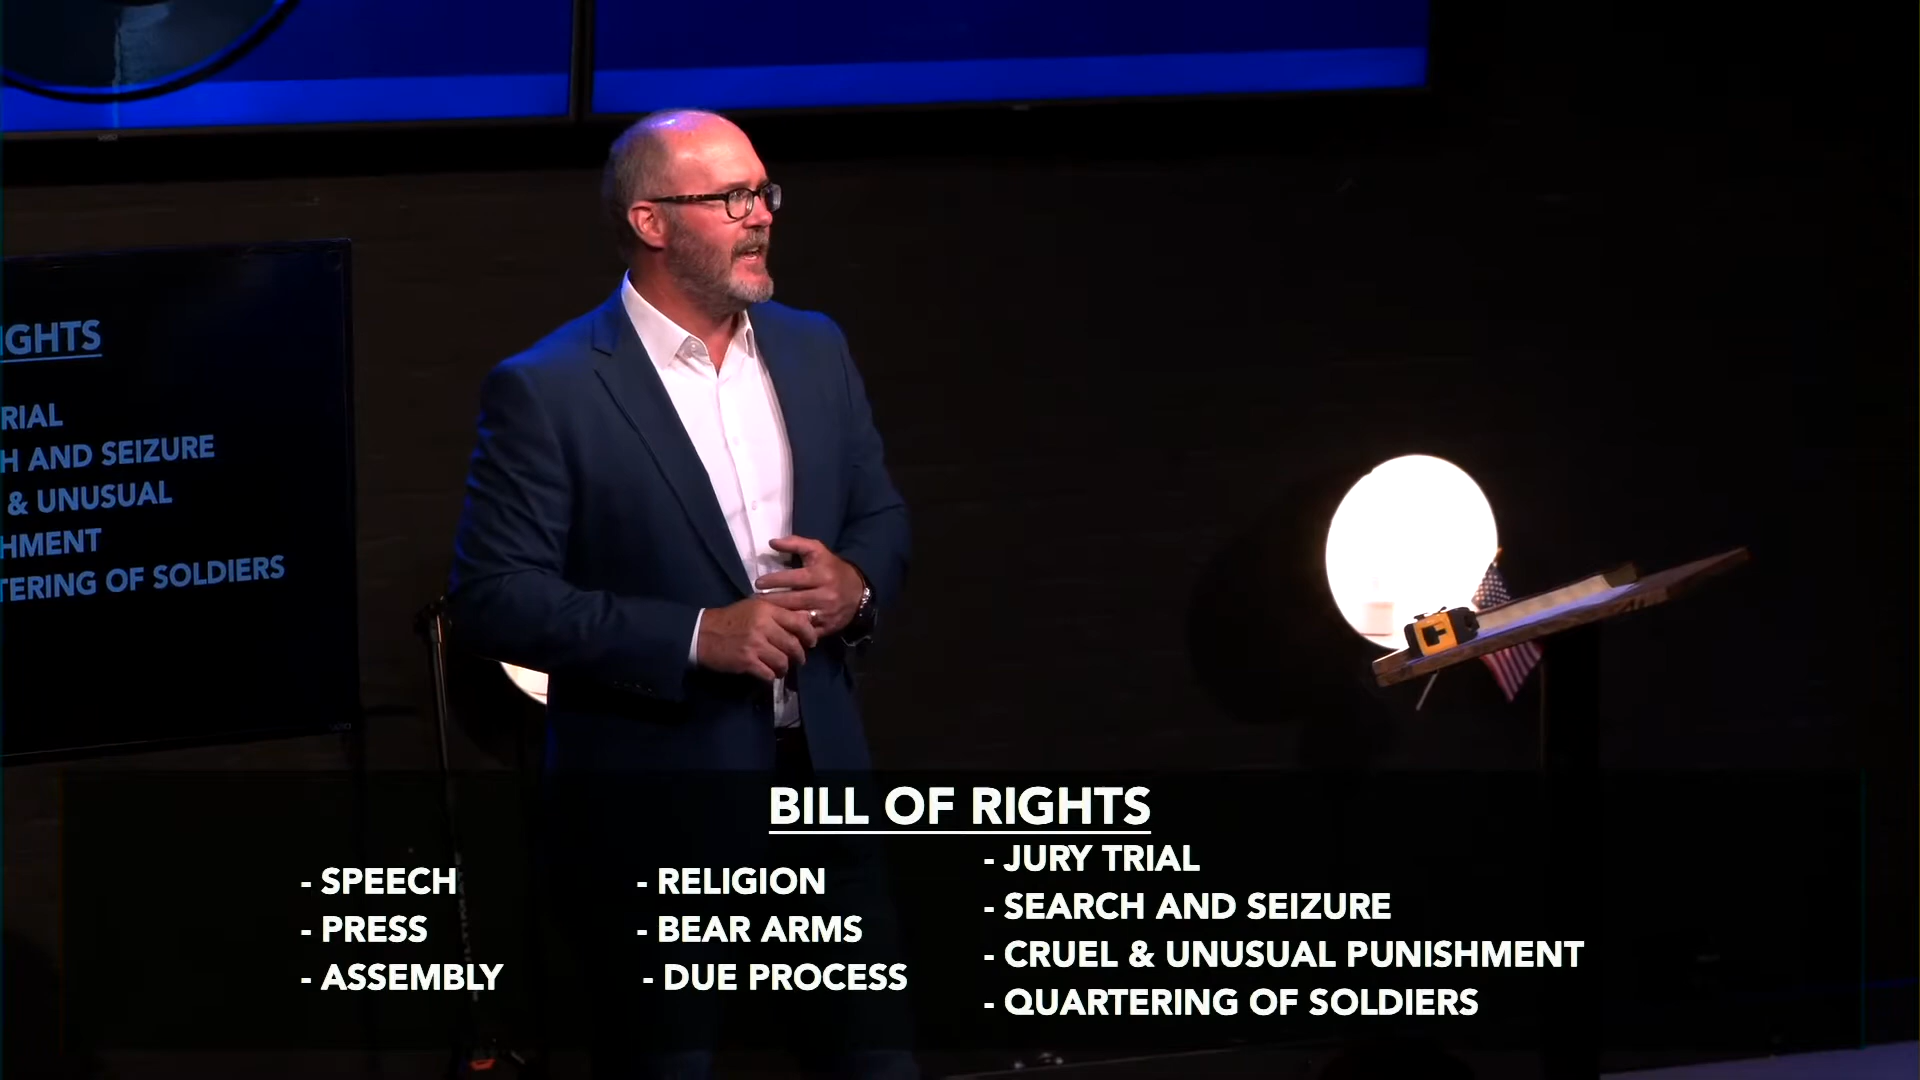 IGHTS
RIAL
H AND SEIZURE
& UNUSUAL
HMENT
TERING OF SOLDIERS
BILL OF RIGHTS
- SPEECH
- PRESS
- ASSEMBLY
- RELIGION
- BEAR ARMS
- DUE PROCESS
- JURY TRIAL
- SEARCH AND SEIZURE
- CRUEL & UNUSUAL PUNISHMENT
- QUARTERING OF SOLDIERS